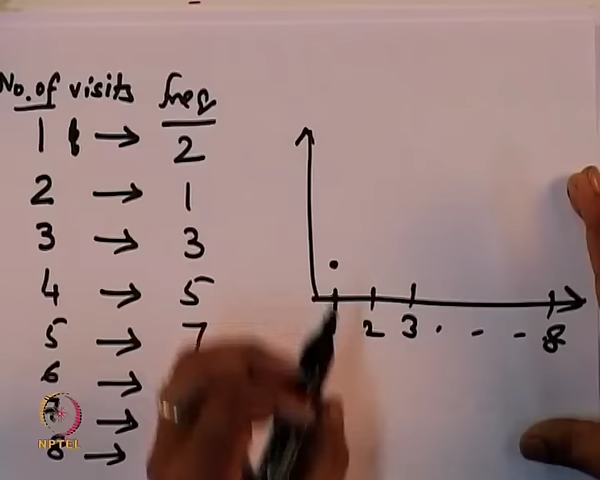 No. of visits freq
1 → 2
2 → 1
3 → 3
4 → 5
5 → 7
6 →
→
8 →
2 3 . - - 8
NPTEL